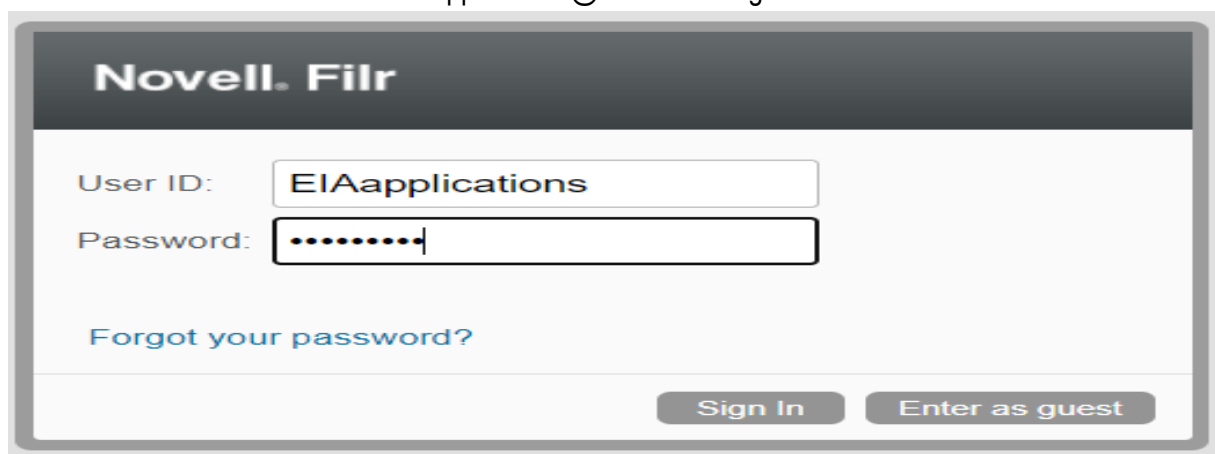 Novell. Filr
User ID: EIAapplications
Password: •••••••••
Forgot your password?
Sign In Enter as guest